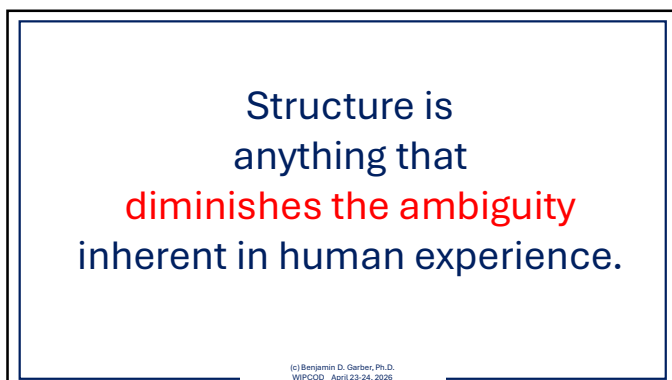 Structure is
anything that
diminishes the ambiguity
inherent in human experience.
(c) Benjamin D. Garber, Ph.D.
WIPCOD April 23-24, 2026